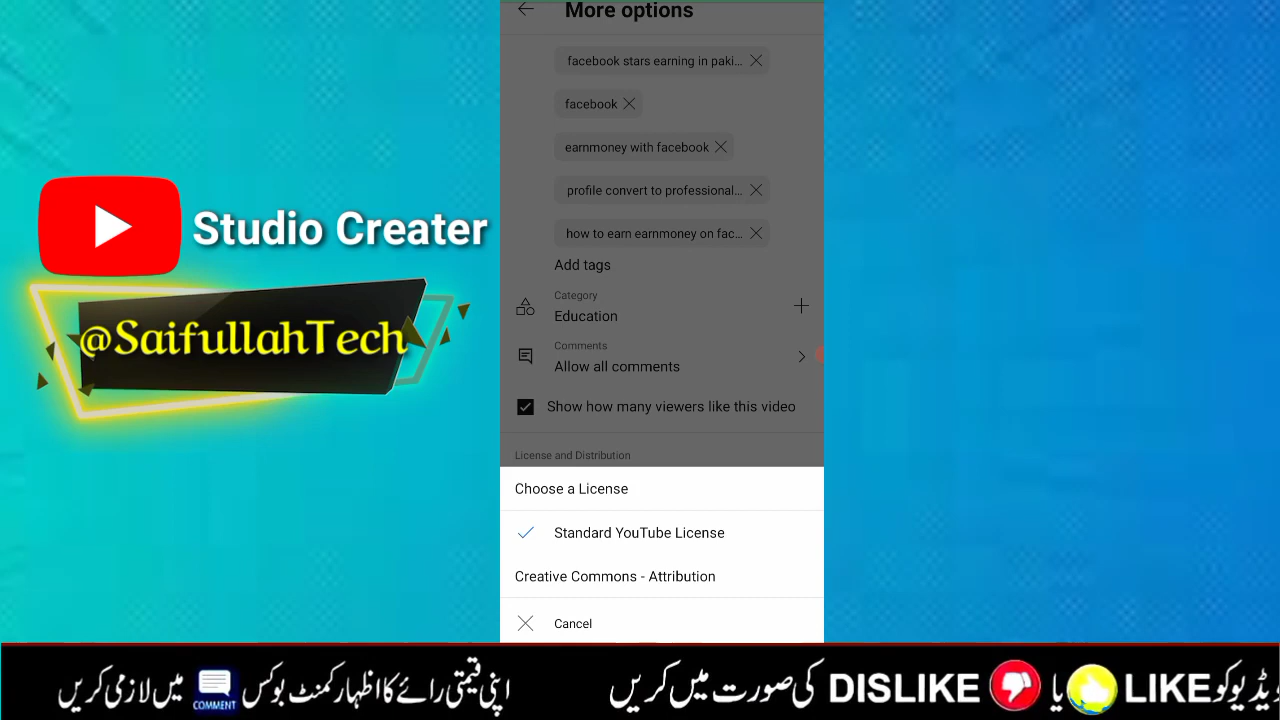 More options
facebook stars earning in paki...
facebook
earnmoney with facebook
profile convert to professional...
how to earn earnmoney on fac...
Add tags
Category
Education
Comments
Allow all comments
Show how many viewers like this video
License and Distribution
Choose a License
Standard YouTube License
Creative Commons - Attribution
Cancel
Studio Creater
@SaifullahTech
ویڈیو کو LIKE یا DISLIKE کی صورت میں کریں
اپنی قیمتی رائے کا اظہار کمنٹ بوکس COMMENT میں لازمی کریں